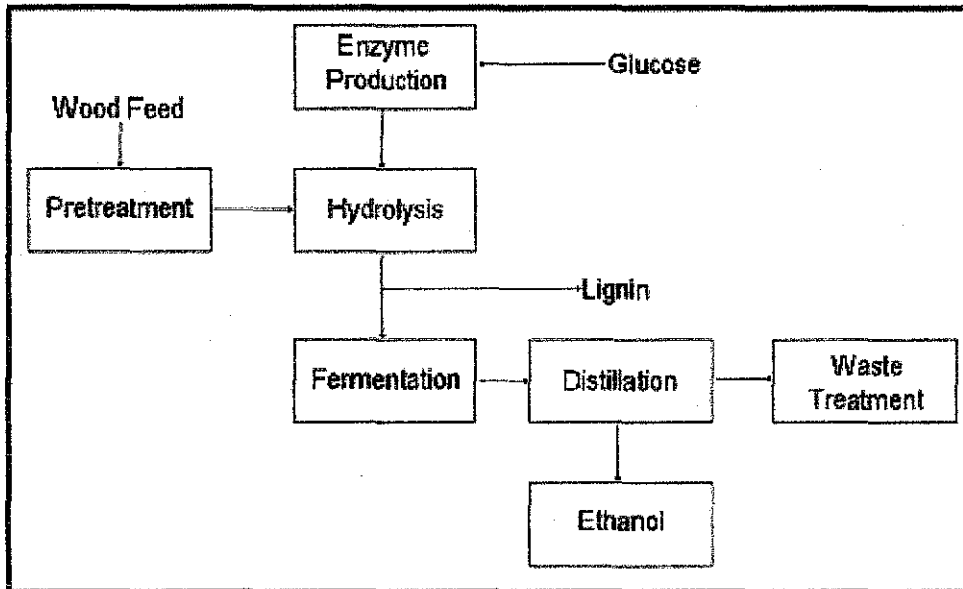 Enzyme
Production
Glucose
Wood Feed
Pretreatment
Hydrolysis
Lignin
Fermentation
Distillation
Waste
Treatment
Ethanol